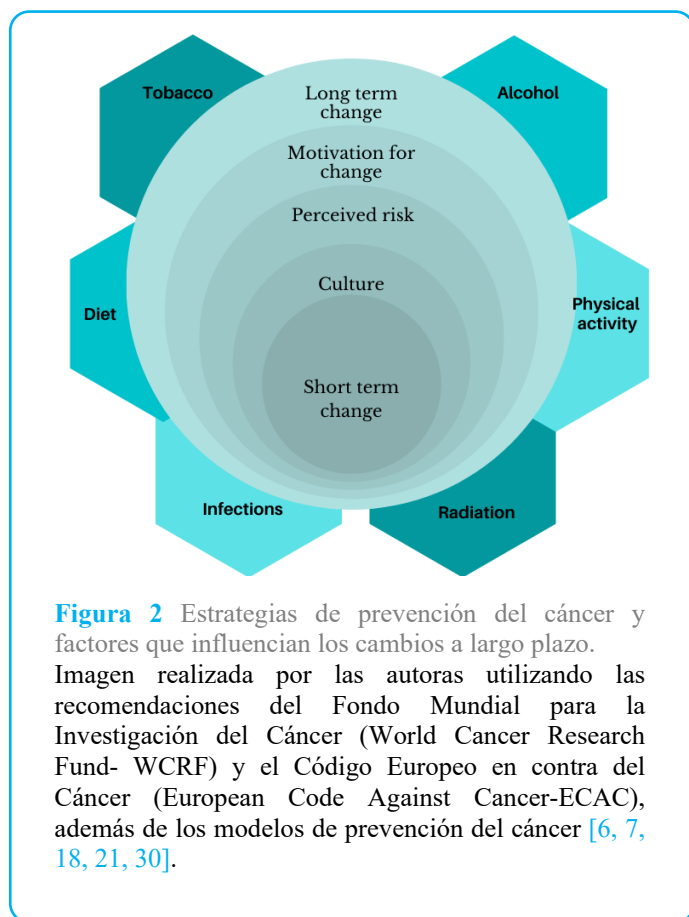 Tobacco
Alcohol
Long term
change
Motivation for
change
Perceived risk
Culture
Diet
Physical
activity
Short term
change
Infections
Radiation
Figura 2 Estrategias de prevención del cáncer y
factores que influencian los cambios a largo plazo.
Imagen realizada por las autoras utilizando las
recomendaciones del Fondo Mundial para la
Investigación del Cáncer (World Cancer Research
Fund- WCRF) y el Código Europeo en contra del
Cáncer (European Code Against Cancer-ECAC),
además de los modelos de prevención del cáncer [6, 7,
18, 21, 30].